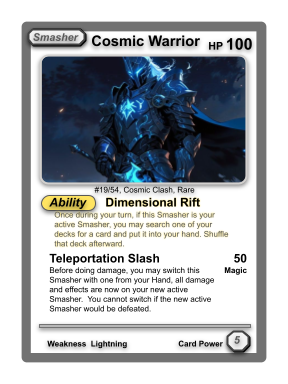 Smasher Cosmic Warrior HP 100
#19/54, Cosmic Clash, Rare
Ability Dimensional Rift
Once during your turn, if this Smasher is your
active Smasher, you may search one of your
decks for a card and put it into your hand. Shuffle
that deck afterward.
Teleportation Slash 50
Before doing damage, you may switch this Magic
Smasher with one from your Hand, all damage
and effects are now on your new active
Smasher. You cannot switch if the new active
Smasher would be defeated.
Weakness Lightning Card Power 5